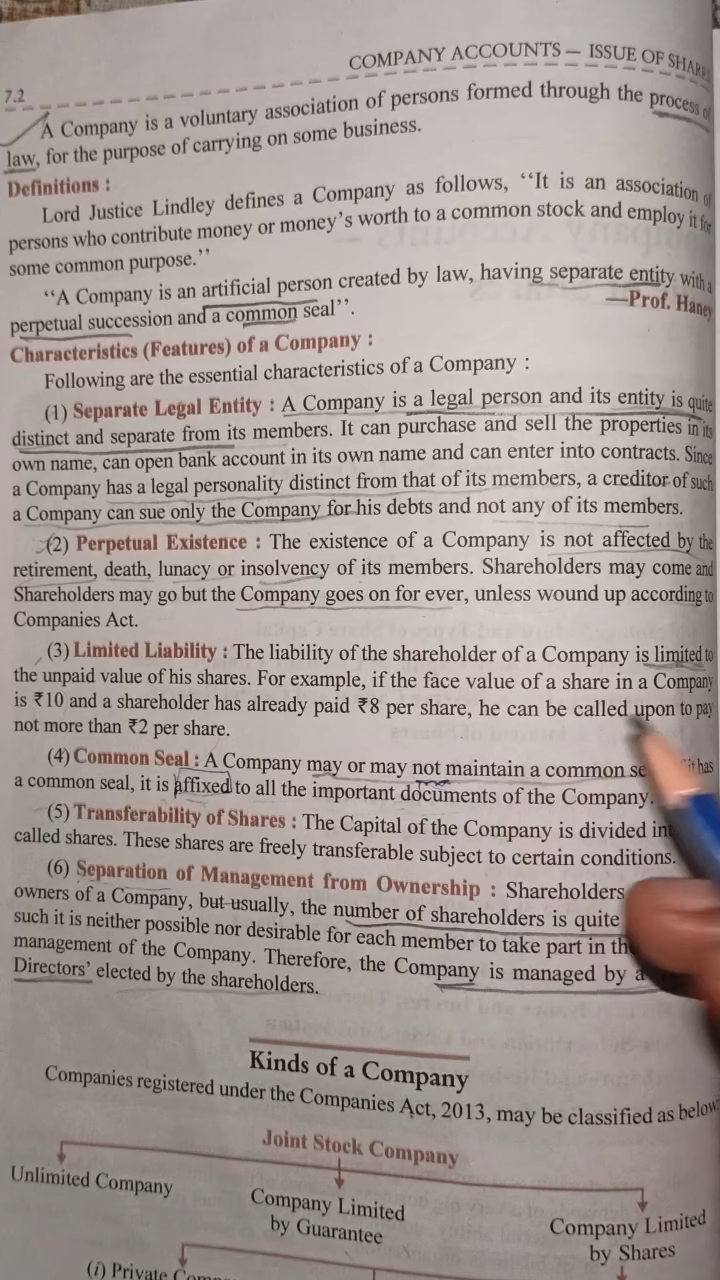 COMPANY ACCOUNTS — ISSUE OF SHARES
7.2
A Company is a voluntary association of persons formed through the process of
law, for the purpose of carrying on some business.
Definitions :
Lord Justice Lindley defines a Company as follows, “It is an association of
persons who contribute money or money’s worth to a common stock and employ it for
some common purpose.”
“A Company is an artificial person created by law, having separate entity with a
perpetual succession and a common seal”.
—Prof. Haney
Characteristics (Features) of a Company :
Following are the essential characteristics of a Company :
(1) Separate Legal Entity : A Company is a legal person and its entity is quite
distinct and separate from its members. It can purchase and sell the properties in its
own name, can open bank account in its own name and can enter into contracts. Since
a Company has a legal personality distinct from that of its members, a creditor of such
a Company can sue only the Company for his debts and not any of its members.
(2) Perpetual Existence : The existence of a Company is not affected by the
retirement, death, lunacy or insolvency of its members. Shareholders may come and
Shareholders may go but the Company goes on for ever, unless wound up according to
Companies Act.
(3) Limited Liability : The liability of the shareholder of a Company is limited to
the unpaid value of his shares. For example, if the face value of a share in a Company
is ₹10 and a shareholder has already paid ₹8 per share, he can be called upon to pay
not more than ₹2 per share.
(4) Common Seal : A Company may or may not maintain a common se it has
a common seal, it is affixed to all the important documents of the Company.
(5) Transferability of Shares : The Capital of the Company is divided in
called shares. These shares are freely transferable subject to certain conditions.
(6) Separation of Management from Ownership : Shareholders
owners of a Company, but usually, the number of shareholders is quite
such it is neither possible nor desirable for each member to take part in th
management of the Company. Therefore, the Company is managed by a
Directors’ elected by the shareholders.
Kinds of a Company
Companies registered under the Companies Act, 2013, may be classified as below
Joint Stock Company
Unlimited Company
Company Limited
by Guarantee
Company Limited
by Shares
(i) Private